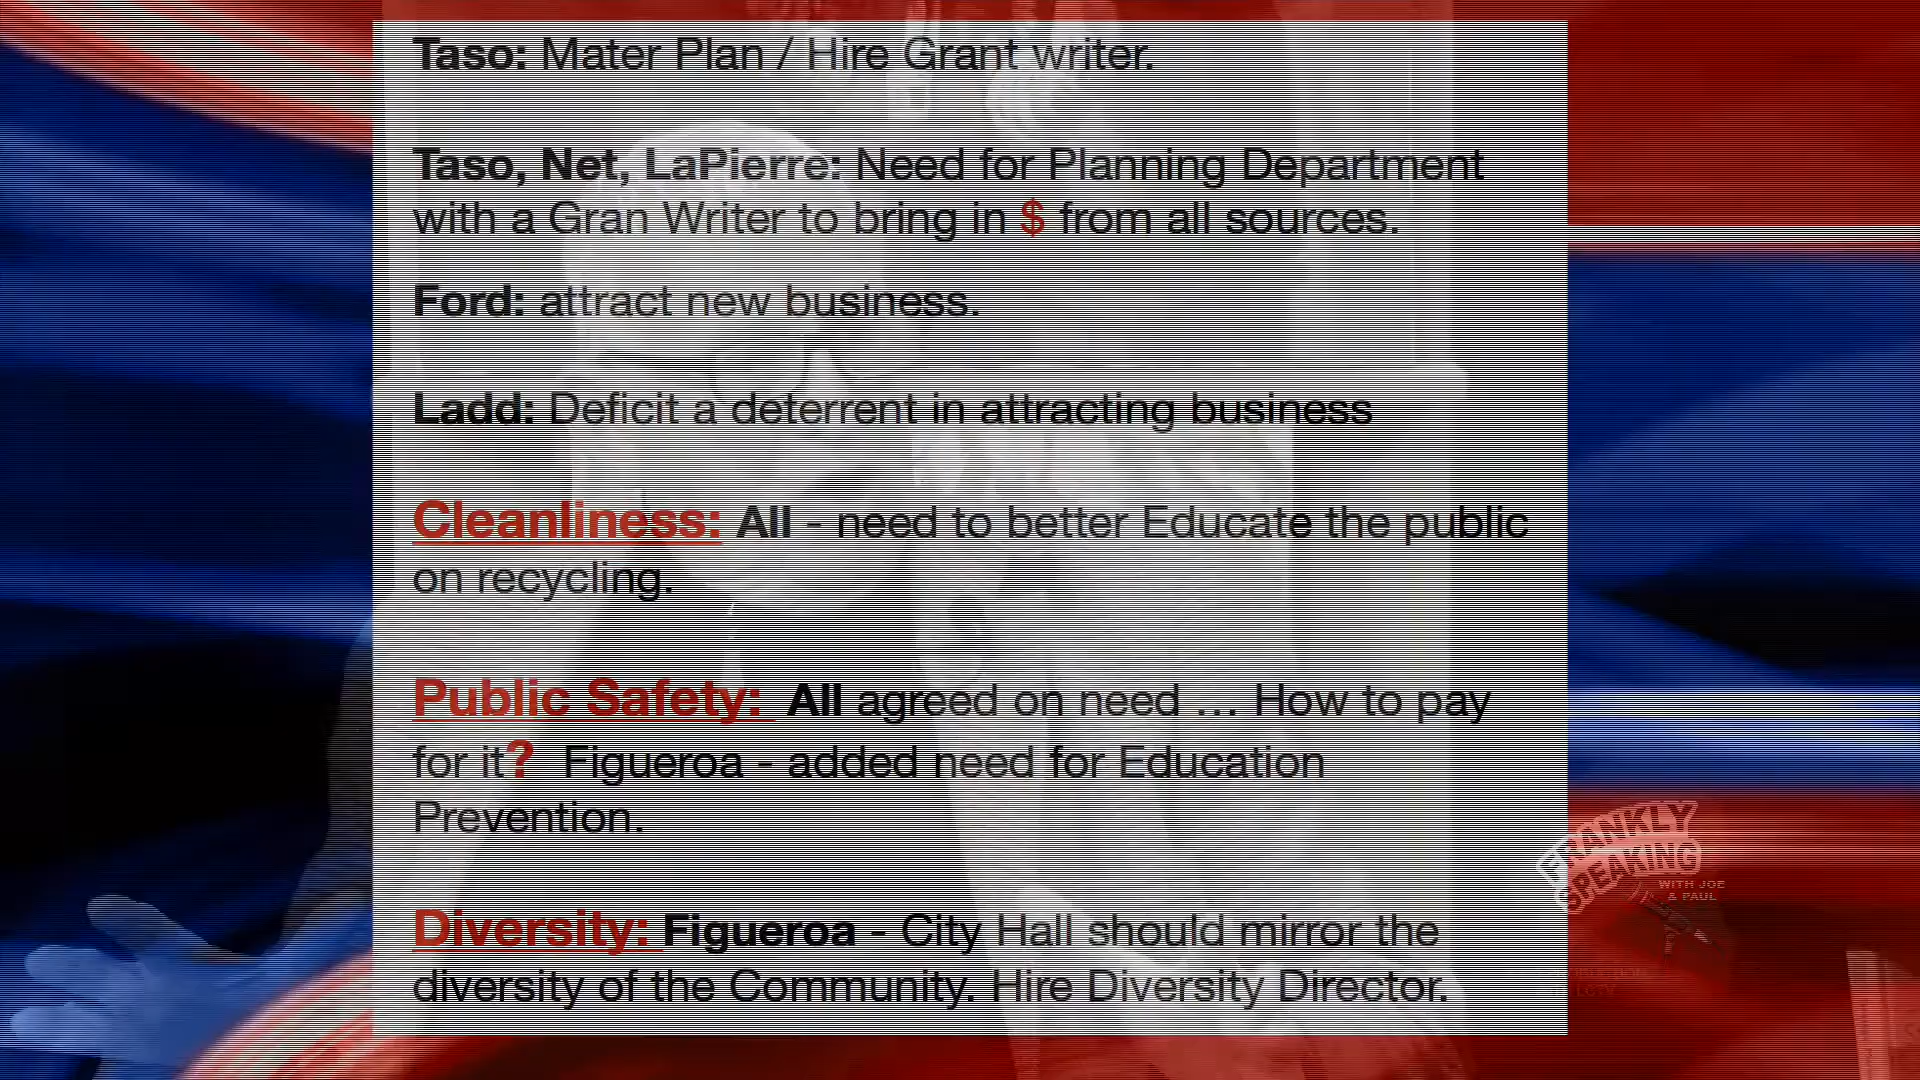 Taso: Mater Plan / Hire Grant writer.
Taso, Net, LaPierre: Need for Planning Department
with a Gran Writer to bring in $ from all sources.
Ford: attract new business.
Ladd: Deficit a deterrent in attracting business
Cleanliness: All - need to better Educate the public
on recycling.
Public Safety: All agreed on need ... How to pay
for it? Figueroa - added need for Education
Prevention.
Diversity: Figueroa - City Hall should mirror the
diversity of the Community. Hire Diversity Director.
FRANKLY
SPEAKING
WITH JOE
& PAUL